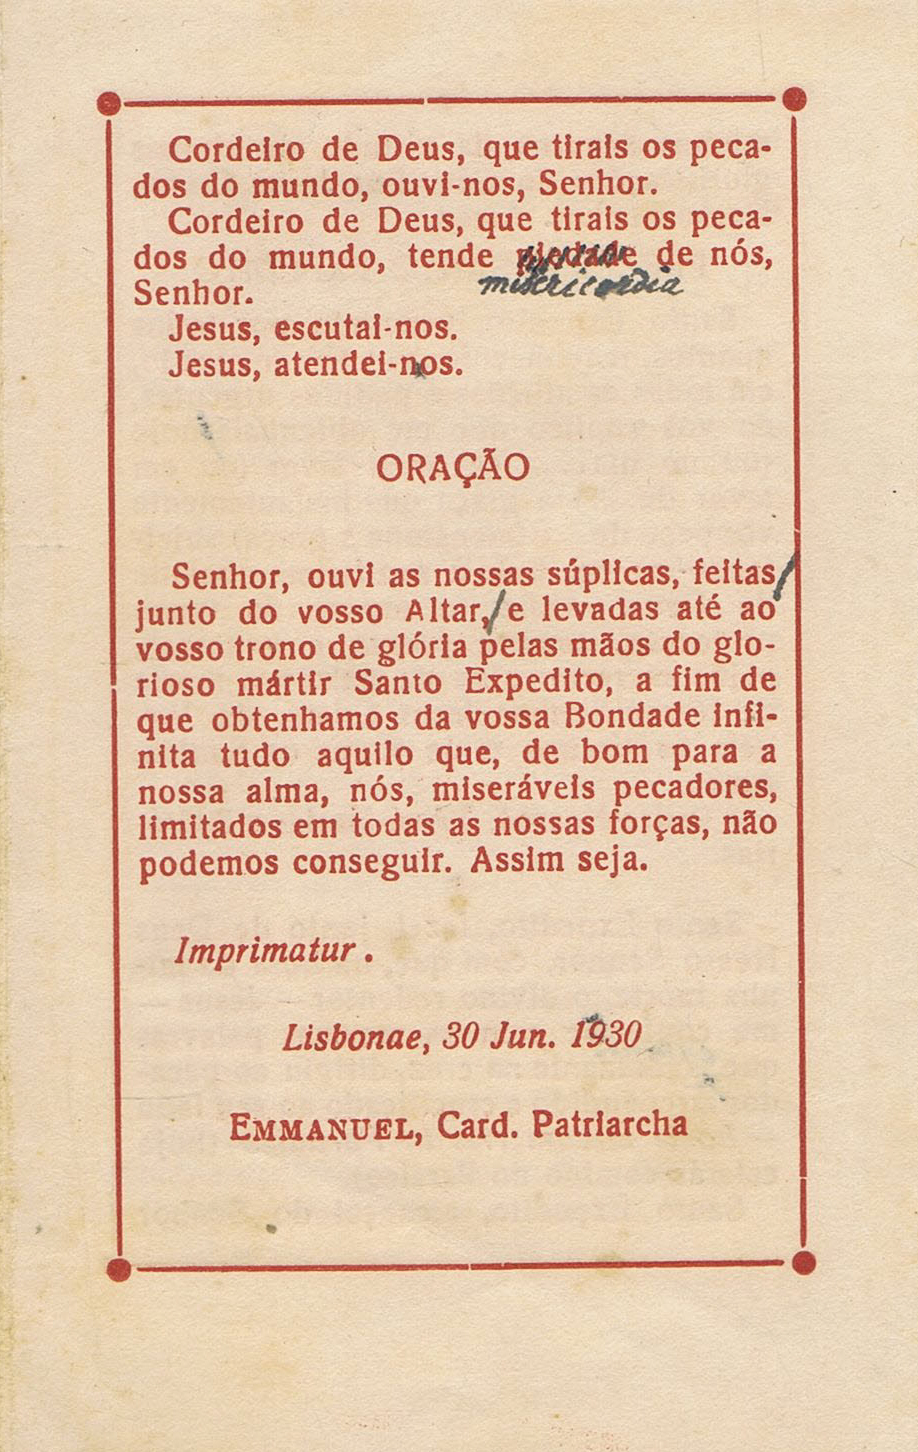 Cordeiro de Deus, que tirais os peca-
dos do mundo, ouvi-nos, Senhor.
Cordeiro de Deus, que tirais os peca-
dos do mundo, tende piedade de nós,
misericordia
Senhor.
Jesus, escutai-nos.
Jesus, atendei-nos.
ORAÇÃO
Senhor, ouvi as nossas súplicas, feitas/
junto do vosso Altar,/e levadas até ao
vosso trono de glória pelas mãos do glo-
rioso mártir Santo Expedito, a fim de
que obtenhamos da vossa Bondade infi-
nita tudo aquilo que, de bom para a
nossa alma, nós, miseráveis pecadores,
limitados em todas as nossas forças, não
podemos conseguir. Assim seja.
Imprimatur.
Lisbonae, 30 Jun. 1930
EMMANUEL, Card. Patriarcha